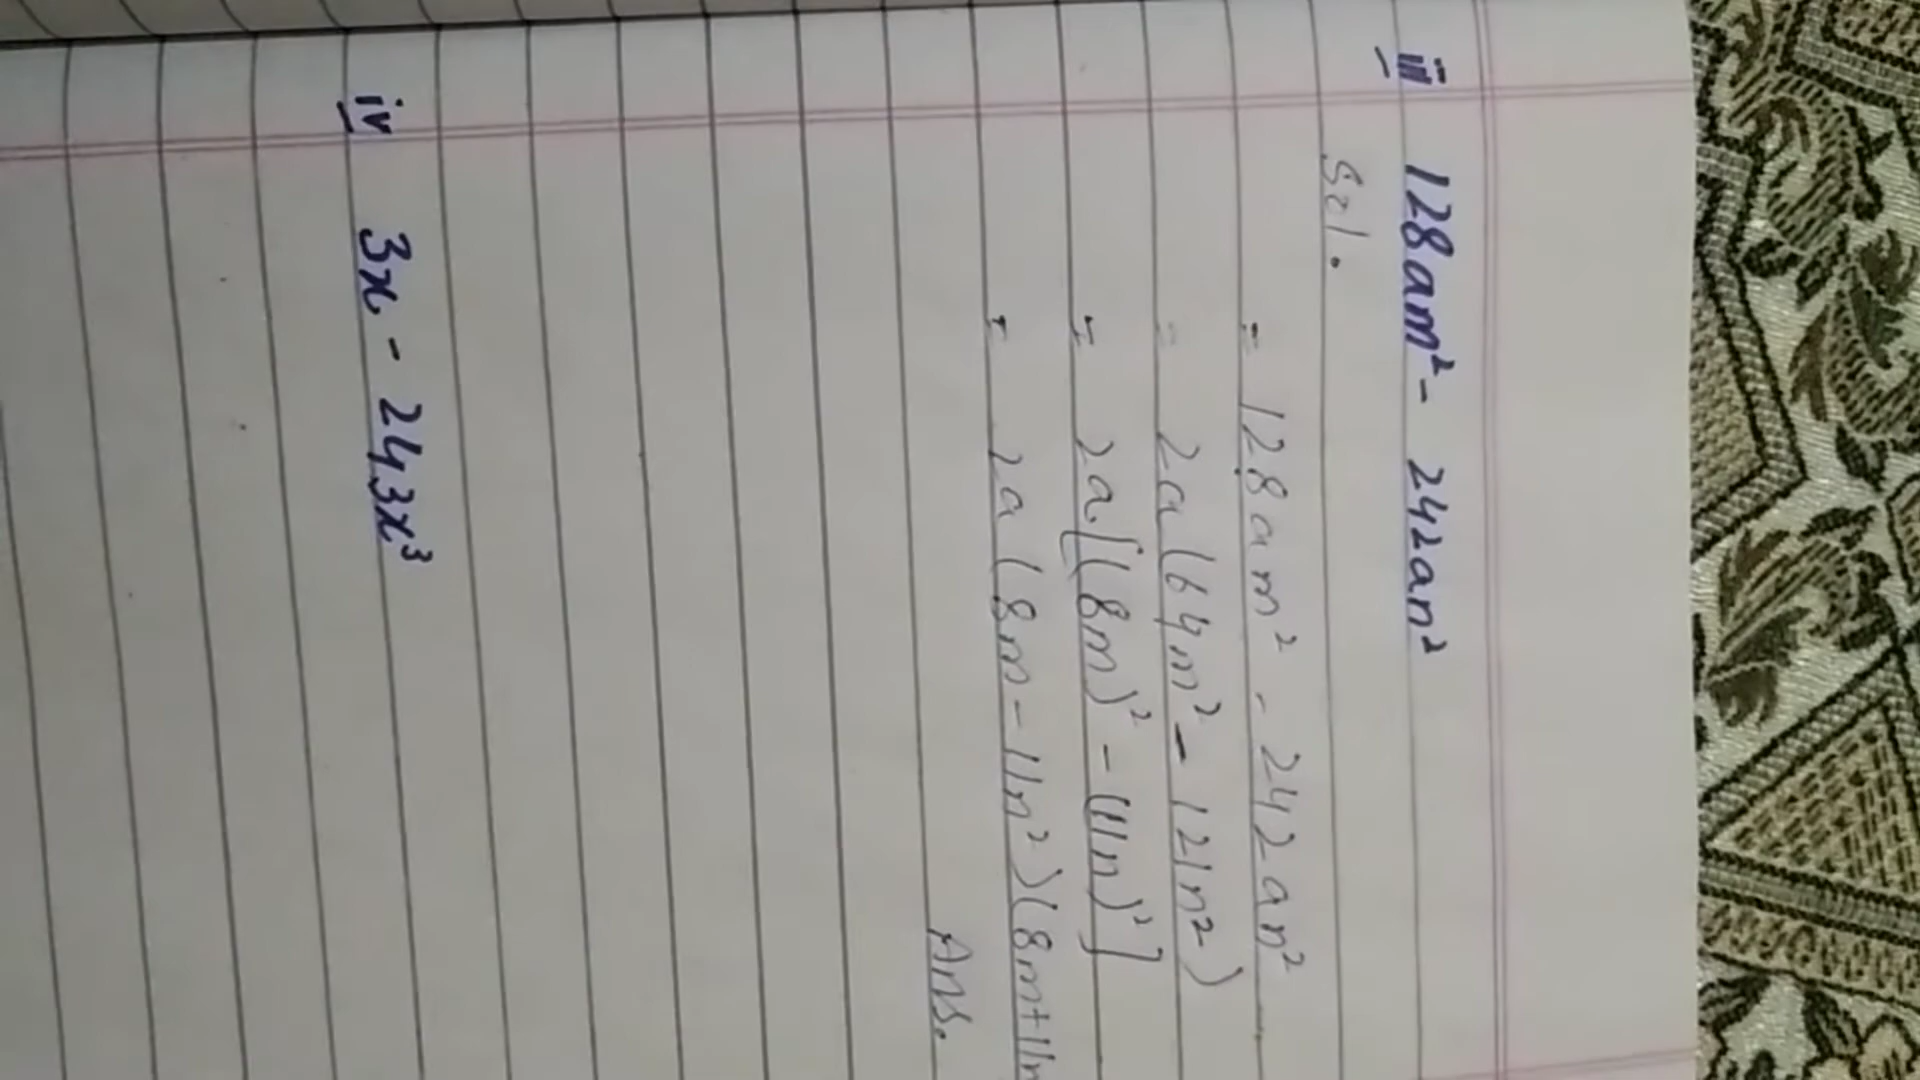 iii 128am² - 242an²
Sol.
= 128am² - 242an²
= 2a(64m² - 121n²)
= 2a[(8m)² - (11n)²]
= 2a(8m - 11n²)(8m+11n
Ans.
iv 3x - 243x³